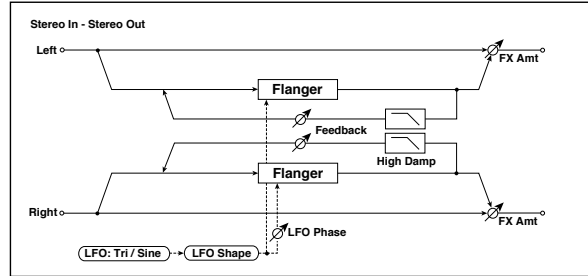 Stereo In - Stereo Out
Left
FX Amt
Flanger
Feedback
High Damp
Flanger
Right
LFO Phase
FX Amt
LFO: Tri / Sine
LFO Shape